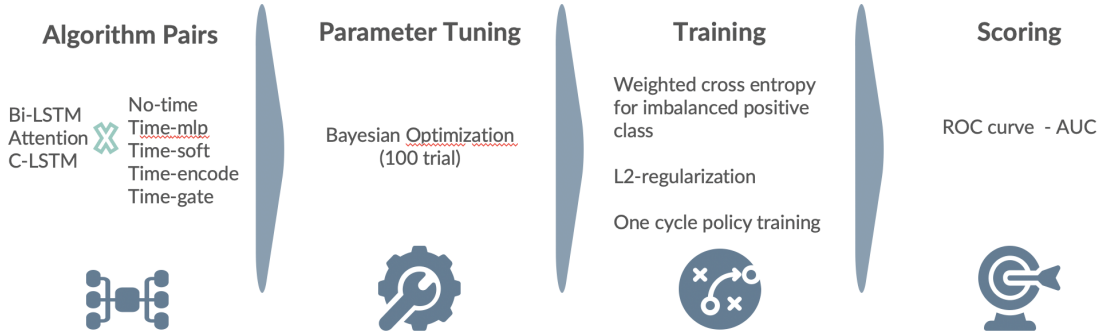 Algorithm Pairs
Bi-LSTM
Attention
C-LSTM
X
No-time
Time-mlp
Time-soft
Time-encode
Time-gate
Parameter Tuning
Bayesian Optimization
(100 trial)
Training
Weighted cross entropy
for imbalanced positive
class
L2-regularization
One cycle policy training
Scoring
ROC curve - AUC